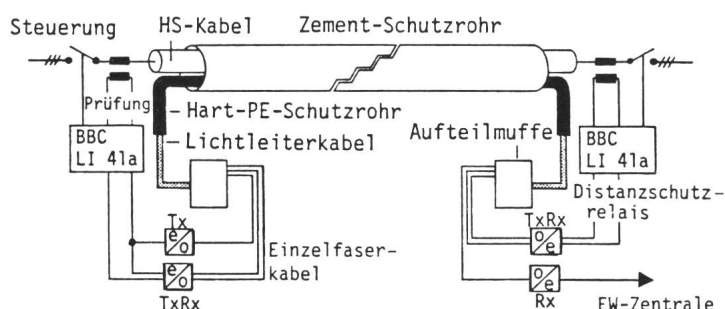 Steuerung
HS-Kabel
Zement-Schutzrohr
Prüfung
Hart-PE-Schutzrohr
BBC
LI 41a
Lichtleiterkabel
Aufteilmuffe
BBC
LI 41a
Distanzschutz-
relais
Tx
e/o
Einzelfaser-
kabel
e/o
TxRx
TxRx
o/e
o/e
Rx
EW-Zentrale